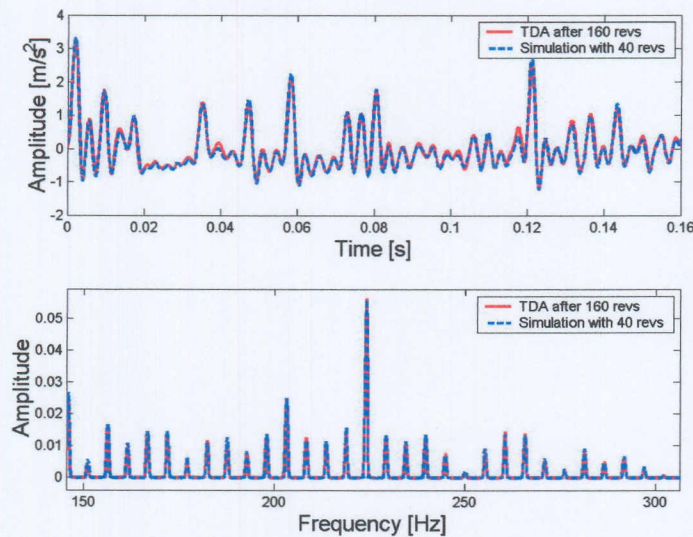 TDA after 160 revs
Simulation with 40 revs
Amplitude [m/s²]
4
3
2
1
0
-1
-2
0 0.02 0.04 0.06 0.08 0.1 0.12 0.14 0.16
Time [s]
TDA after 160 revs
Simulation with 40 revs
Amplitude
0.05
0.04
0.03
0.02
0.01
0
150 200 250 300
Frequency [Hz]